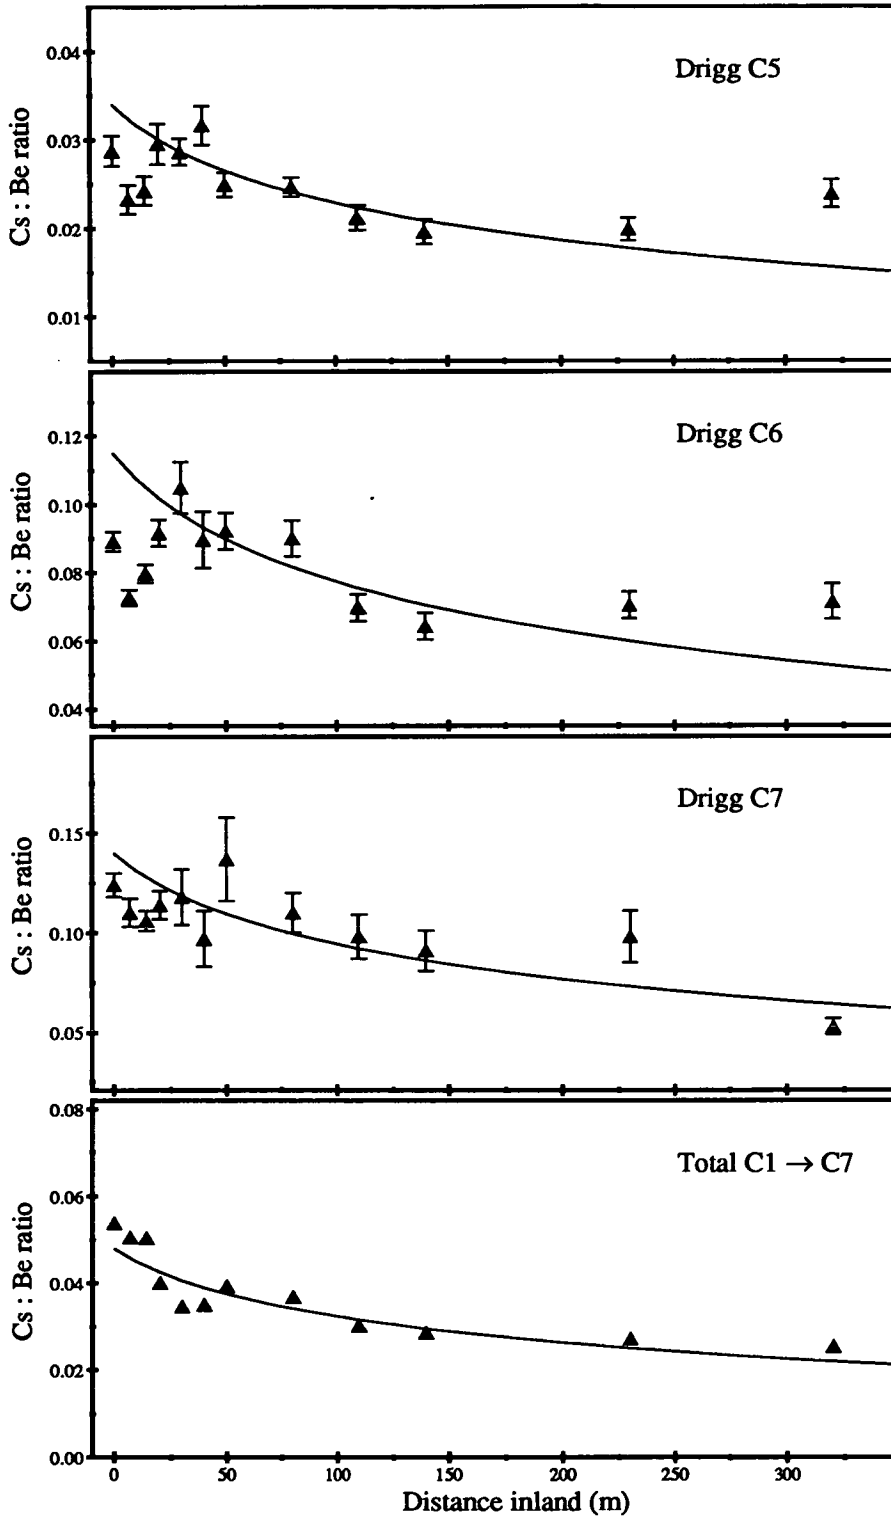 Drigg C5
0.04
0.03
0.02
0.01
Cs : Be ratio
Drigg C6
0.12
0.10
0.08
0.06
0.04
Cs : Be ratio
Drigg C7
0.15
0.10
0.05
Cs : Be ratio
Total C1 → C7
0.08
0.06
0.04
0.02
0.00
Cs : Be ratio
0 50 100 150 200 250 300
Distance inland (m)